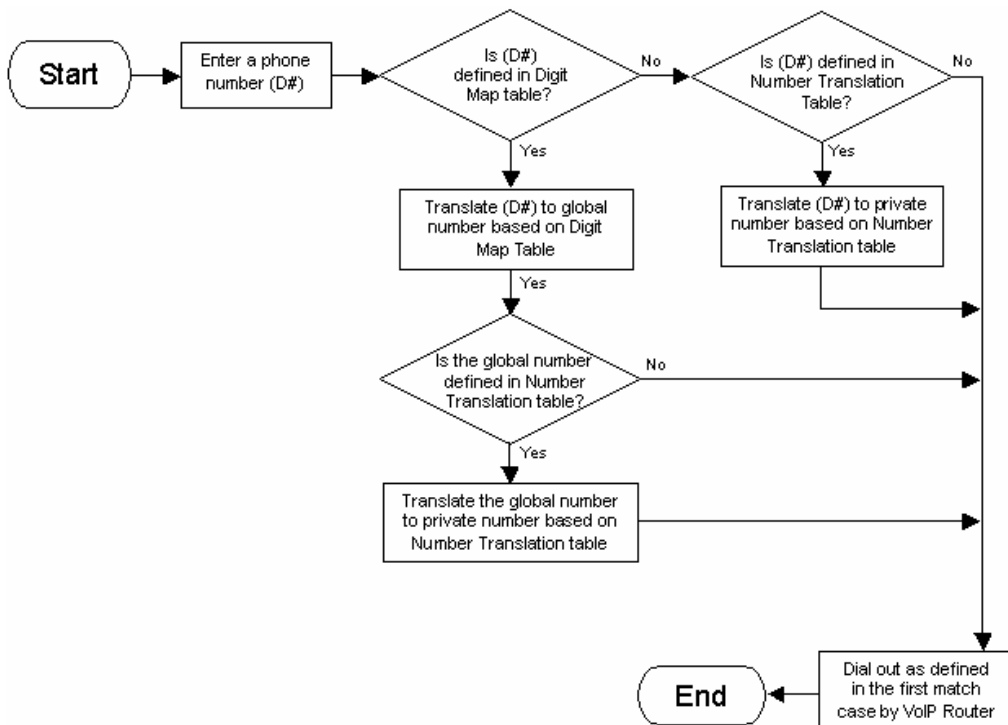 Start
Enter a phone
number (D#)
Is (D#)
defined in Digit
Map table?
No
Is (D#) defined in
Number Translation
Table?
No
Yes
Yes
Translate (D#) to global
number based on Digit
Map Table
Translate (D#) to private
number based on Number
Translation table
Yes
Is the global number
defined in Number
Translation table?
No
Yes
Translate the global number
to private number based on
Number Translation table
Dial out as defined
in the first match
case by VoIP Router
End